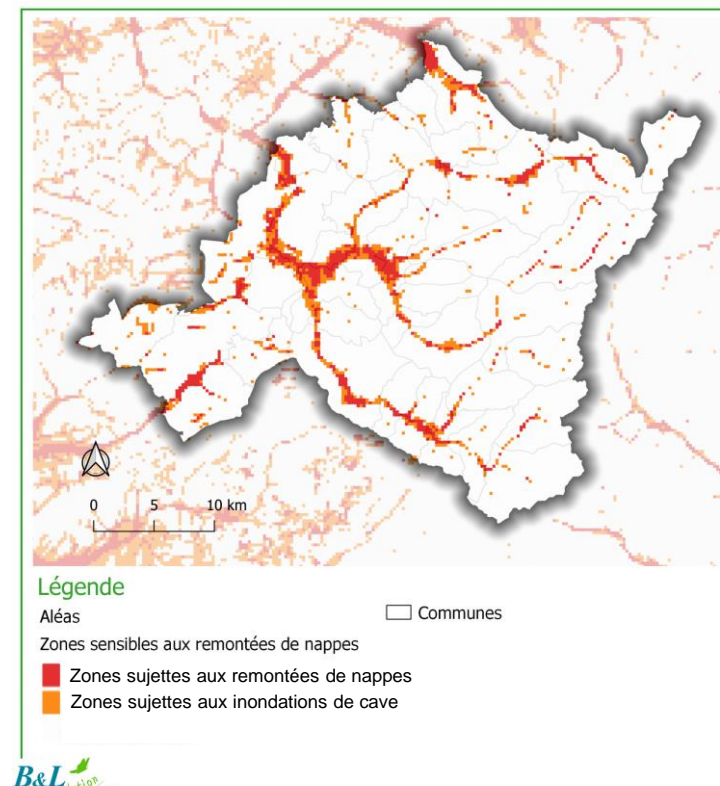 0 5 10 km
Légende
Aléas
Communes
Zones sensibles aux remontées de nappes
Zones sujettes aux remontées de nappes
Zones sujettes aux inondations de cave
B&L